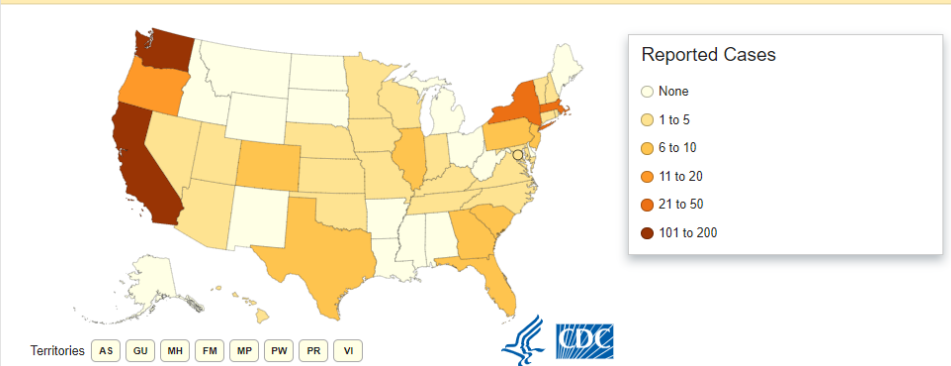 Reported Cases
None
1 to 5
6 to 10
11 to 20
21 to 50
101 to 200
CDC
Territories AS GU MH FM MP PW PR VI